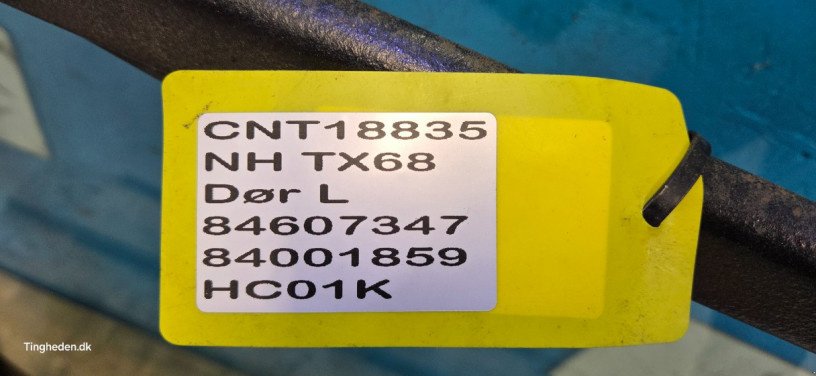 CNT18835
NH TX68
Dør L
84607347
84001859
HC01K
Tingheden.dk